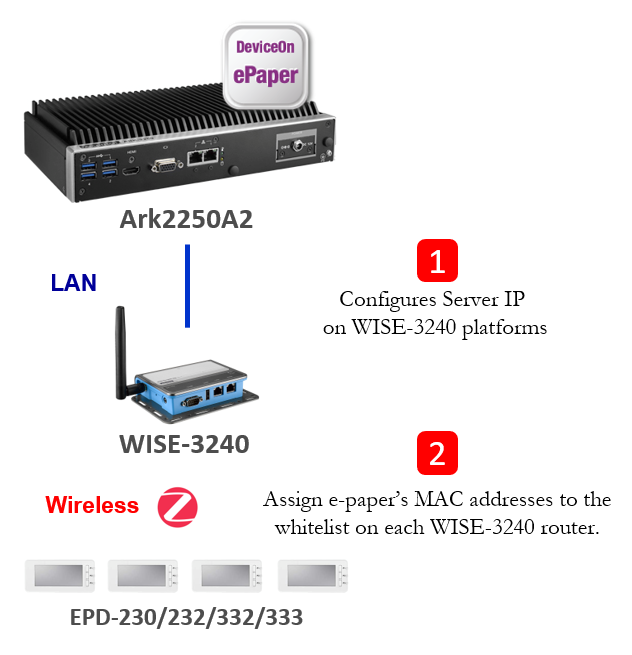 DeviceOn
ePaper
Ark2250A2
LAN
1
Configures Server IP
on WISE-3240 platforms
WISE-3240
2
Wireless
Assign e-paper's MAC addresses to the
whitelist on each WISE-3240 router.
EPD-230/232/332/333